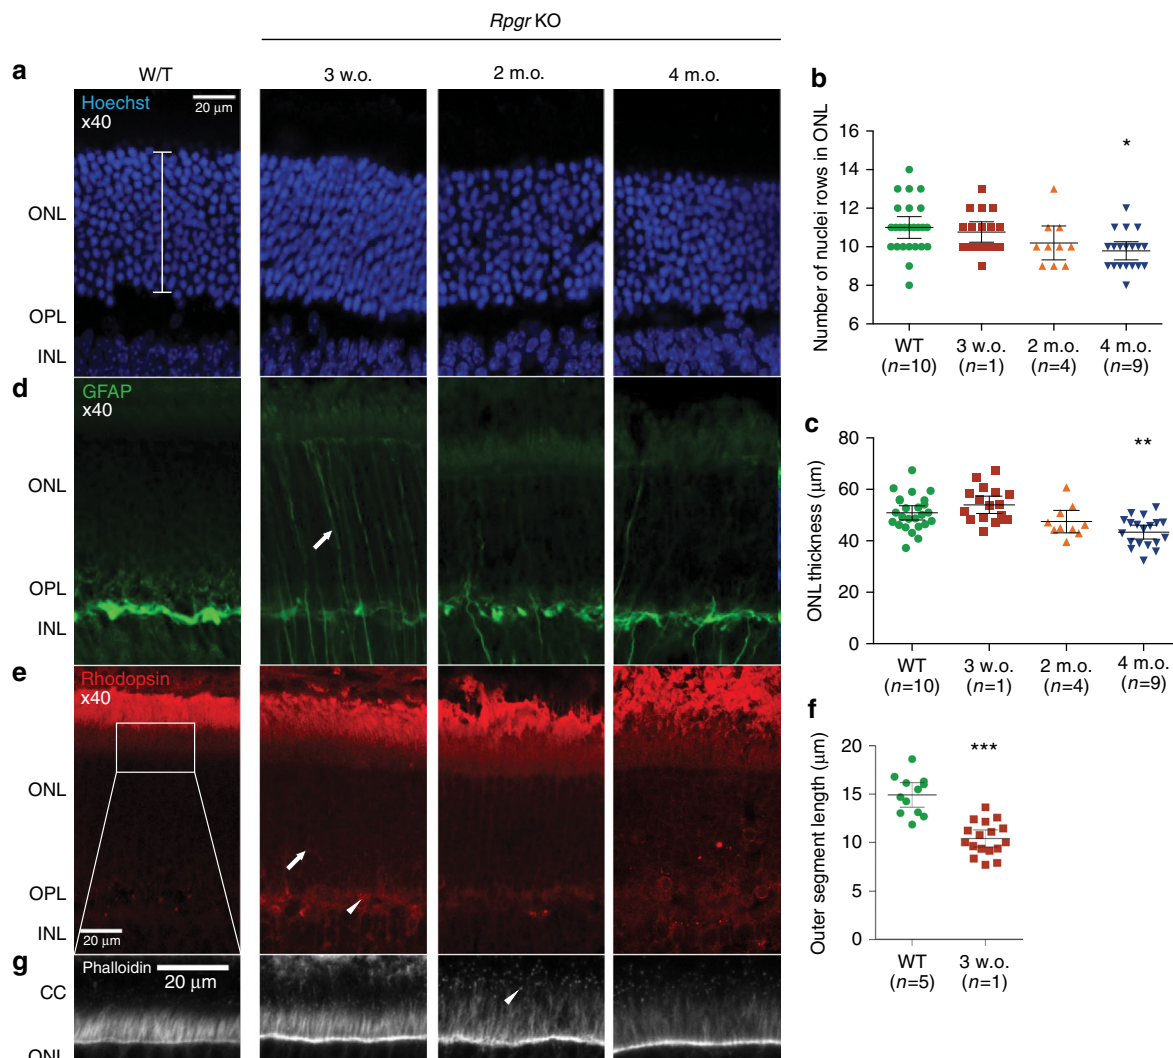 Rpgr KO
a
W/T
3 w.o.
2 m.o.
4 m.o.
Hoechst
x40
20 μm
ONL
OPL
INL
b
Number of nuclei rows in ONL
16
14
12
10
8
6
*
WT
(n=10)
3 w.o.
(n=1)
2 m.o.
(n=4)
4 m.o.
(n=9)
d
GFAP
x40
ONL
OPL
INL
c
ONL thickness (μm)
80
60
40
20
0
**
WT
(n=10)
3 w.o.
(n=1)
2 m.o.
(n=4)
4 m.o.
(n=9)
e
Rhodopsin
x40
ONL
OPL
INL
20 μm
f
Outer segment length (μm)
20
15
10
5
0
***
WT
(n=5)
3 w.o.
(n=1)
g
Phalloidin
20 μm
CC
ONL